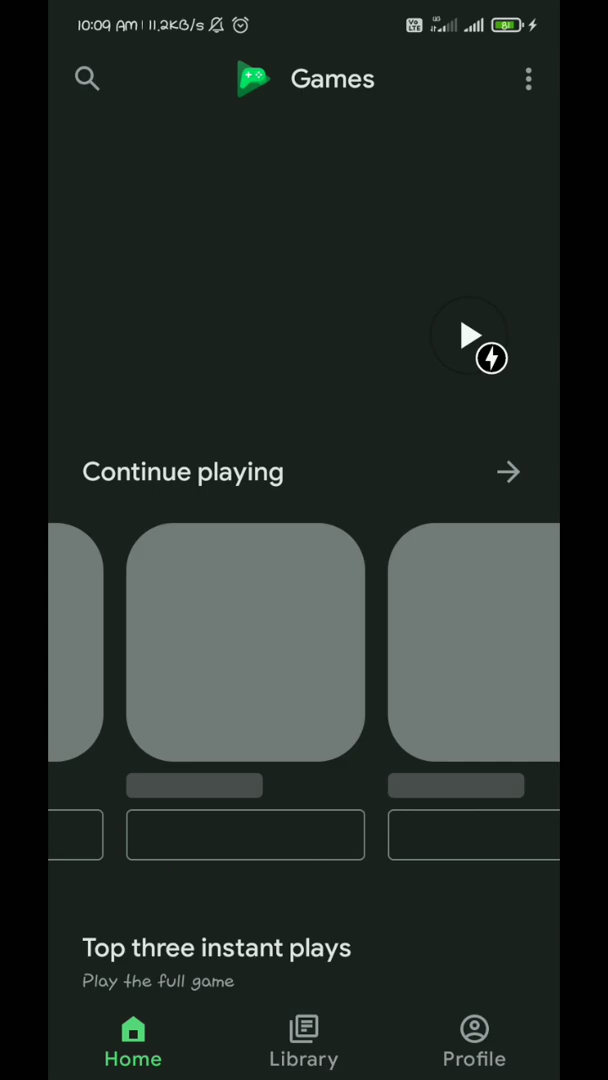 10:09 AM | 11.2KB/s
Games
Continue playing
Top three instant plays
Play the full game
Home
Library
Profile